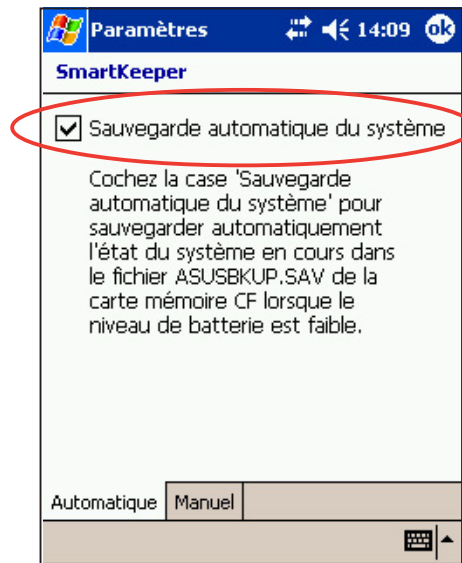 Paramètres 14:09 ok
SmartKeeper
Sauvegarde automatique du système
Cochez la case 'Sauvegarde
automatique du système' pour
sauvegarder automatiquement
l'état du système en cours dans
le fichier ASUSBKUP.SAV de la
carte mémoire CF lorsque le
niveau de batterie est faible.
Automatique Manuel